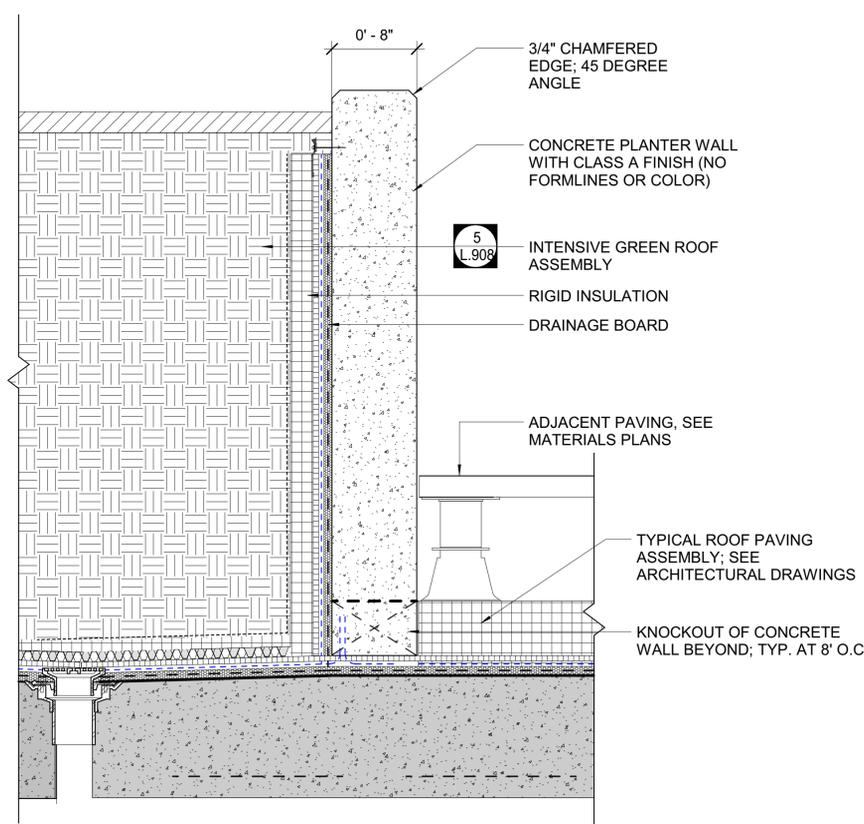 0' - 8"
3/4" CHAMFERED
EDGE; 45 DEGREE
ANGLE
CONCRETE PLANTER WALL
WITH CLASS A FINISH (NO
FORMLINES OR COLOR)
5
L.908
INTENSIVE GREEN ROOF
ASSEMBLY
RIGID INSULATION
DRAINAGE BOARD
ADJACENT PAVING, SEE
MATERIALS PLANS
TYPICAL ROOF PAVING
ASSEMBLY; SEE
ARCHITECTURAL DRAWINGS
KNOCKOUT OF CONCRETE
WALL BEYOND; TYP. AT 8' O.C